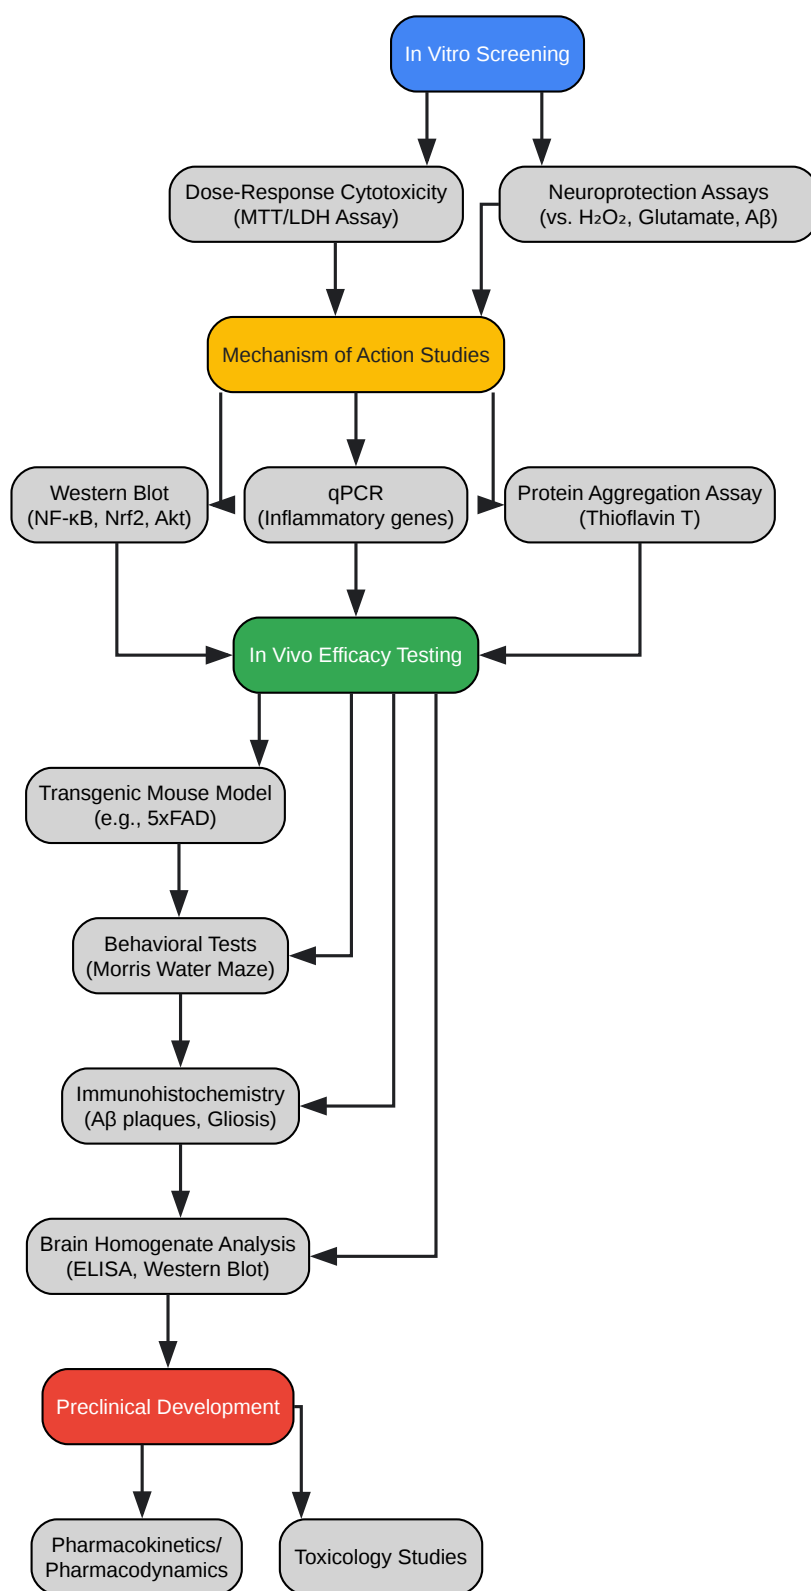 In Vitro Screening
Dose-Response Cytotoxicity
(MTT/LDH Assay)
Neuroprotection Assays
(vs. H₂O₂, Glutamate, Aβ)
Mechanism of Action Studies
Western Blot
(NF-κB, Nrf2, Akt)
qPCR
(Inflammatory genes)
Protein Aggregation Assay
(Thioflavin T)
In Vivo Efficacy Testing
Transgenic Mouse Model
(e.g., 5xFAD)
Behavioral Tests
(Morris Water Maze)
Immunohistochemistry
(Aβ plaques, Gliosis)
Brain Homogenate Analysis
(ELISA, Western Blot)
Preclinical Development
Pharmacokinetics/
Pharmacodynamics
Toxicology Studies